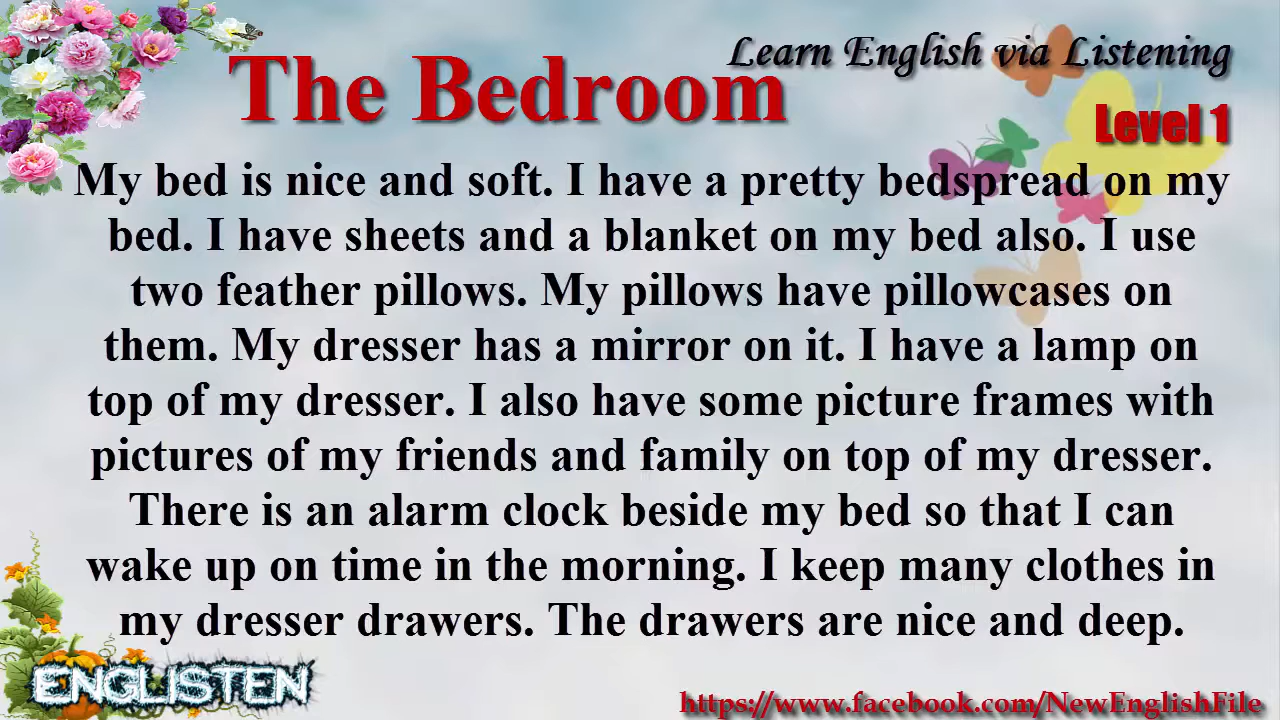 Learn English via Listening
The Bedroom
Level 1
My bed is nice and soft. I have a pretty bedspread on my
bed. I have sheets and a blanket on my bed also. I use
two feather pillows. My pillows have pillowcases on
them. My dresser has a mirror on it. I have a lamp on
top of my dresser. I also have some picture frames with
pictures of my friends and family on top of my dresser.
There is an alarm clock beside my bed so that I can
wake up on time in the morning. I keep many clothes in
my dresser drawers. The drawers are nice and deep.
ENGLISTEN
https://www.facebook.com/NewEnglishFile